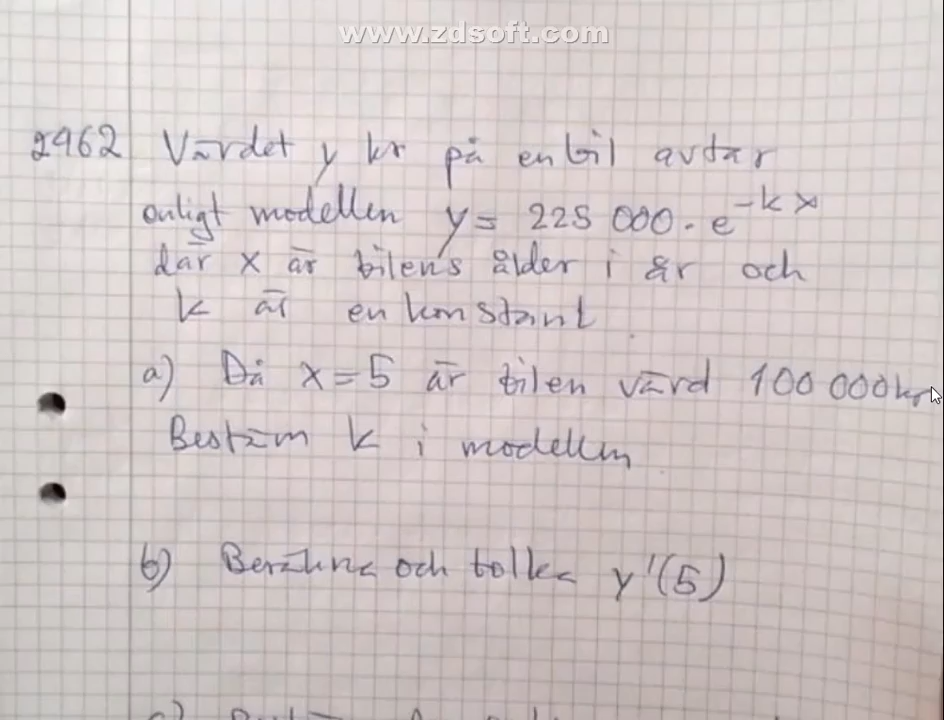 www.zdsoft.com
2962 Värdet y kr på en bil avtar
enligt modellen y = 225 000 · e^-kx
där x är bilens ålder i år och
k är en konstant
a) Då x = 5 är bilen värd 100 000 kr
Bestäm k i modellen
b) Beräkna och tolka y'(5)
c)